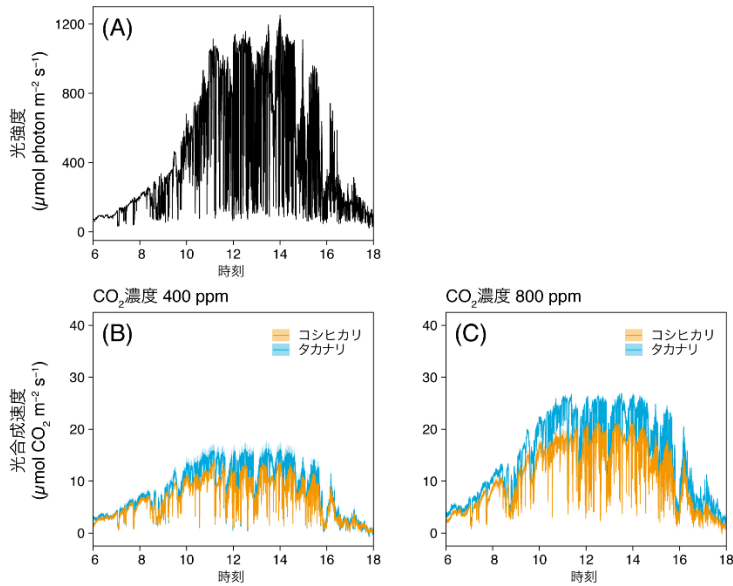 (A)
1200
800
400
0
光強度
(µmol photon m⁻² s⁻¹)
6 8 10 12 14 16 18
時刻
CO₂濃度 400 ppm
(B)
コシヒカリ
タカナリ
40
30
20
10
0
光合成速度
(µmol CO₂ m⁻² s⁻¹)
6 8 10 12 14 16 18
時刻
CO₂濃度 800 ppm
(C)
コシヒカリ
タカナリ
40
30
20
10
0
6 8 10 12 14 16 18
時刻